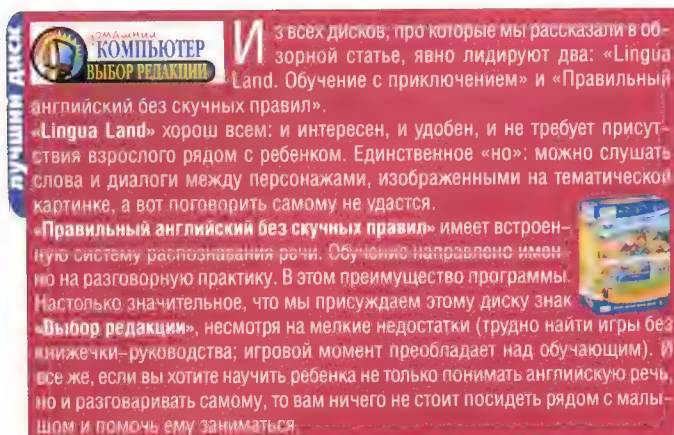 лучший диск
Домашний
КОМПЬЮТЕР
ВЫБОР РЕДАКЦИИ
Из всех дисков, про которые мы рассказали в об-
зорной статье, явно лидируют два: «Lingua
Land. Обучение с приключением» и «Правильный
английский без скучных правил».
«Lingua Land» хорош всем: и интересен, и удобен, и не требует присут-
ствия взрослого рядом с ребенком. Единственное «но»: можно слушать
слова и диалоги между персонажами, изображенными на тематической
картинке, а вот поговорить самому не удастся.
«Правильный английский без скучных правил» имеет встроен-
ную систему распознавания речи. Обучение направлено имен-
но на разговорную практику. В этом преимущество программы.
Настолько значительное, что мы присуждаем этому диску знак
«Выбор редакции», несмотря на мелкие недостатки (трудно найти игры без
книжечки-руководства; игровой момент преобладает над обучающим). И
все же, если вы хотите научить ребенка не только понимать английскую речь,
но и разговаривать самому, то вам ничего не стоит посидеть рядом с малы-
шом и помочь ему заниматься.